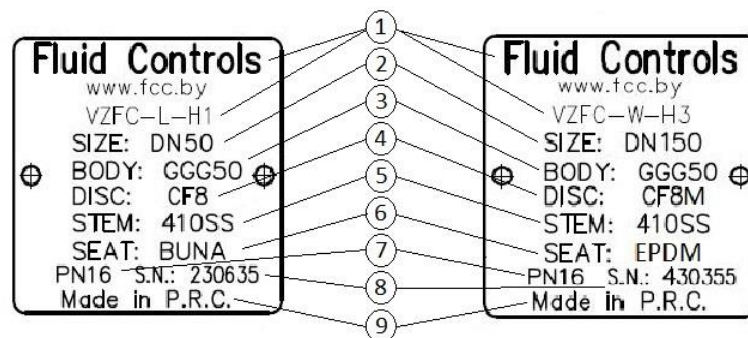 Fluid Controls
www.fcc.by
VZFC-L-H1
SIZE: DN50
BODY: GGG50
DISC: CF8
STEM: 410SS
SEAT: BUNA
PN16 S.N.: 230635
Made in P.R.C.
1
2
3
4
5
6
7
8
9
Fluid Controls
www.fcc.by
VZFC-W-H3
SIZE: DN150
BODY: GGG50
DISC: CF8M
STEM: 410SS
SEAT: EPDM
PN16 S.N.: 430355
Made in P.R.C.